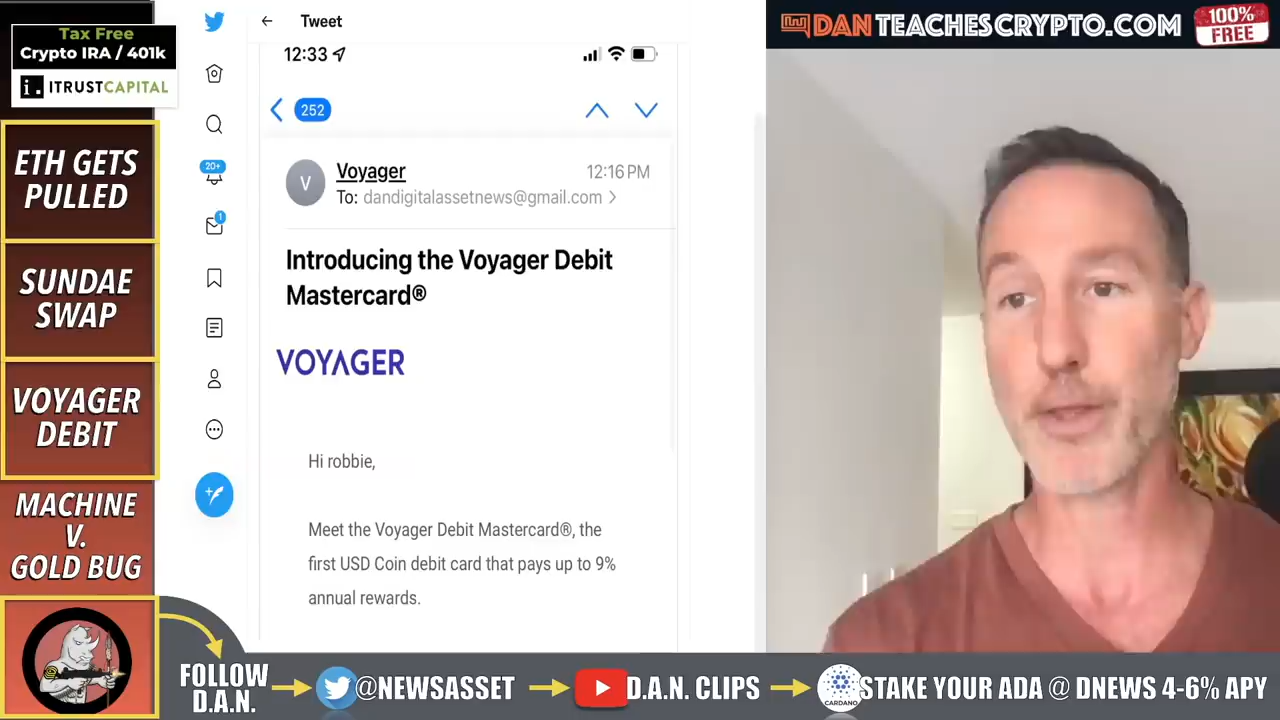 Tax Free
Crypto IRA / 401k
i. ITRUSTCAPITAL
ETH GETS
PULLED
SUNDAE
SWAP
VOYAGER
DEBIT
MACHINE
V.
GOLD BUG
20+
1
Tweet
12:33
252
V
Voyager
12:16 PM
To: dandigitalassetnews@gmail.com >
Introducing the Voyager Debit
Mastercard®
VOYAGER
Hi robbie,
Meet the Voyager Debit Mastercard®, the
first USD Coin debit card that pays up to 9%
annual rewards.
DANTEACHESCRYPTO.COM
100%
FREE
FOLLOW
D.A.N.
@NEWSASSET
D.A.N. CLIPS
CARDANO
STAKE YOUR ADA @ DNEWS 4-6% APY